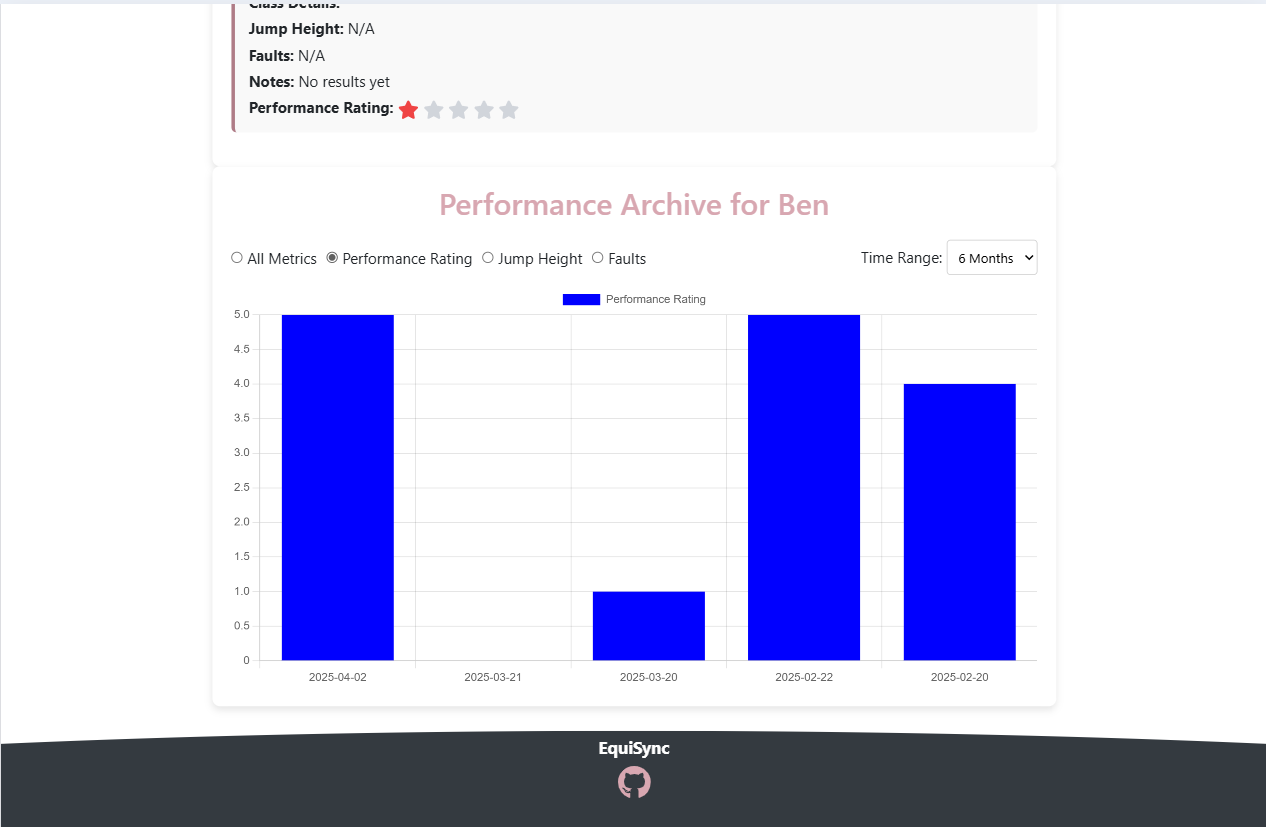 Class Details:
Jump Height: N/A
Faults: N/A
Notes: No results yet
Performance Rating:
Performance Archive for Ben
All Metrics Performance Rating Jump Height Faults Time Range: 6 Months
Performance Rating
5.0
4.5
4.0
3.5
3.0
2.5
2.0
1.5
1.0
0.5
0
2025-04-02 2025-03-21 2025-03-20 2025-02-22 2025-02-20
EquiSync